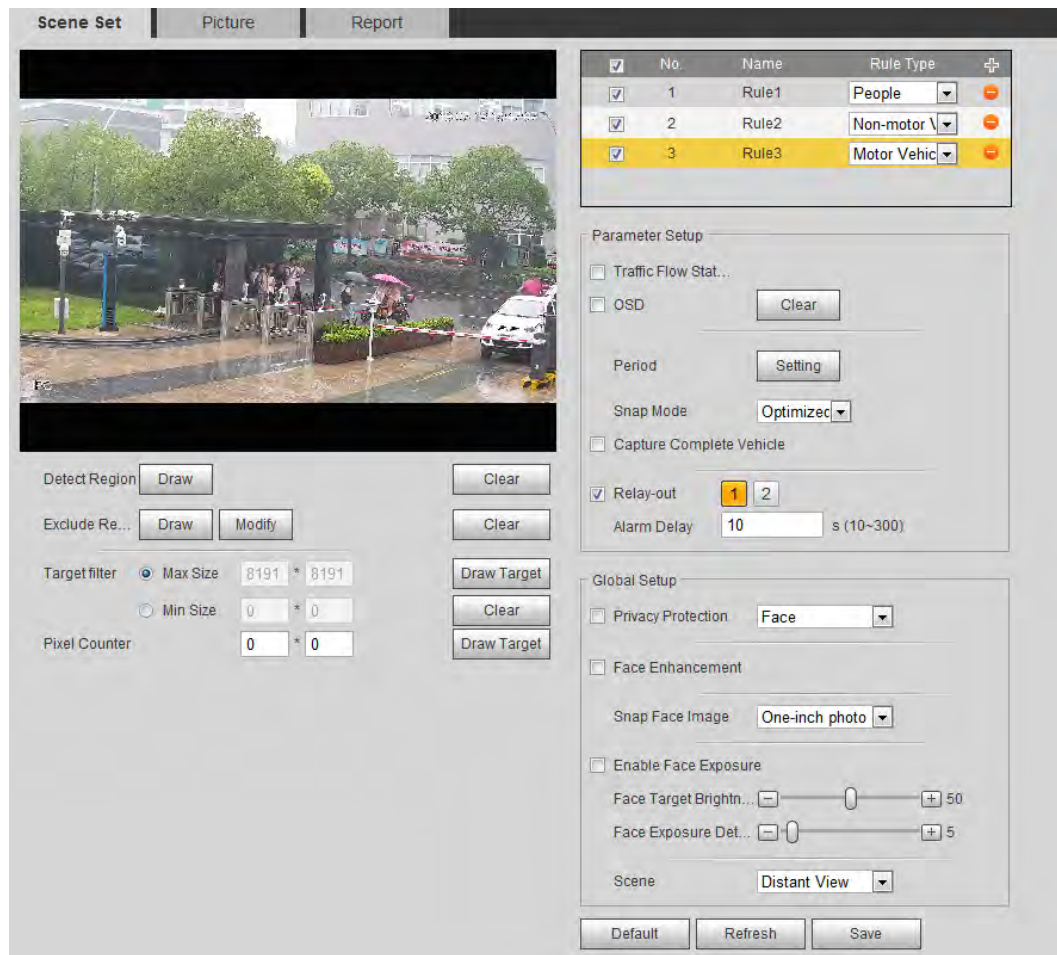 Scene Set
Picture
Report
No.
Name
Rule Type
1
Rule1
People
2
Rule2
Non-motor V
3
Rule3
Motor Vehic
Parameter Setup
Traffic Flow Stat...
OSD
Clear
Period
Setting
Snap Mode
Optimized
Capture Complete Vehicle
Relay-out
1
2
Alarm Delay
10
s (10~300)
Detect Region
Draw
Clear
Exclude Re...
Draw
Modify
Clear
Target filter
Max Size
8191 * 8191
Draw Target
Min Size
0 * 0
Clear
Pixel Counter
0 * 0
Draw Target
Global Setup
Privacy Protection
Face
Face Enhancement
Snap Face Image
One-inch photo
Enable Face Exposure
Face Target Brightn...
50
Face Exposure Det...
5
Scene
Distant View
Default
Refresh
Save